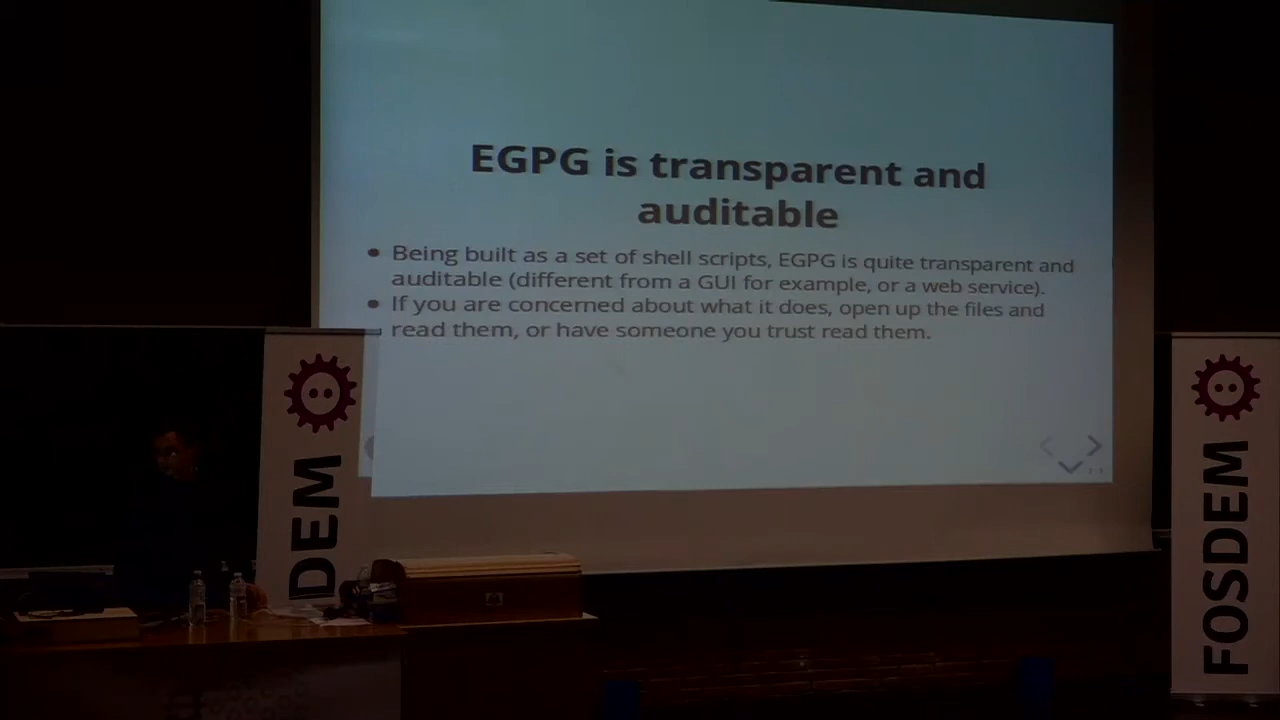 EGPG is transparent and
auditable
• Being built as a set of shell scripts, EGPG is quite transparent and
auditable (different from a GUI for example, or a web service).
• If you are concerned about what it does, open up the files and
read them, or have someone you trust read them.
DEM
FOSDEM